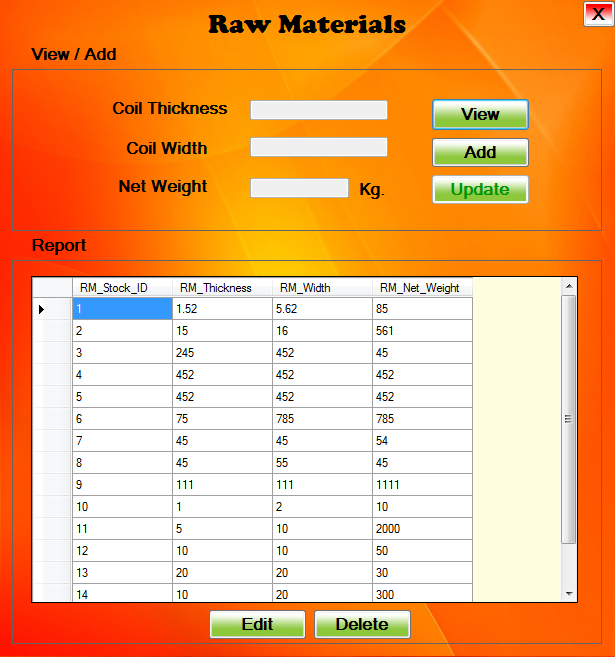 Raw Materials
X
View / Add
Coil Thickness
View
Coil Width
Add
Net Weight
Kg.
Update
Report
RM_Stock_ID RM_Thickness RM_Width RM_Net_Weight
1 1.52 5.62 85
2 15 16 561
3 245 452 45
4 452 452 452
5 452 452 452
6 75 785 785
7 45 45 54
8 45 55 45
9 111 111 1111
10 1 2 10
11 5 10 2000
12 10 10 50
13 20 20 30
14 10 20 300
Edit Delete